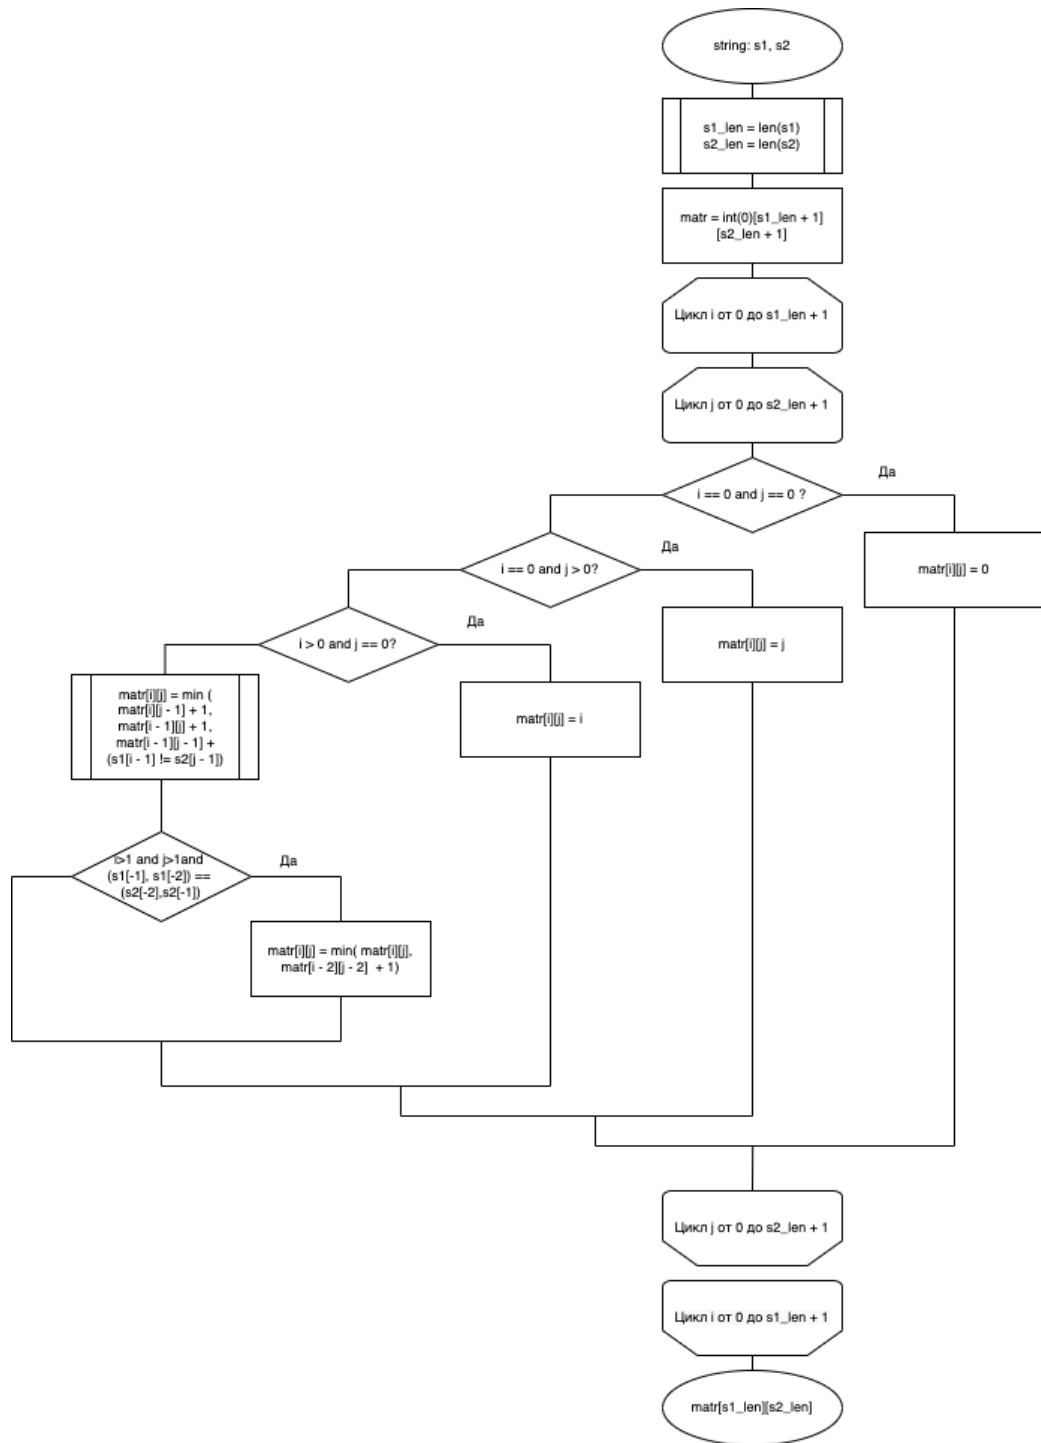 string: s1, s2
s1_len = len(s1)
s2_len = len(s2)
matr = int(0)[s1_len + 1]
[s2_len + 1]
Цикл i от 0 до s1_len + 1
Цикл j от 0 до s2_len + 1
Да
i == 0 and j == 0 ?
Да
i == 0 and j > 0?
matr[i][j] = 0
Да
i > 0 and j == 0?
matr[i][j] = j
matr[i][j] = min (
matr[i][j - 1] + 1,
matr[i - 1][j] + 1,
matr[i - 1][j - 1] +
(s1[i - 1] != s2[j - 1])
matr[i][j] = i
i>1 and j>1and
(s1[-1], s1[-2]) ==
(s2[-2],s2[-1])
Да
matr[i][j] = min( matr[i][j],
matr[i - 2][j - 2] + 1)
Цикл j от 0 до s2_len + 1
Цикл i от 0 до s1_len + 1
matr[s1_len][s2_len]